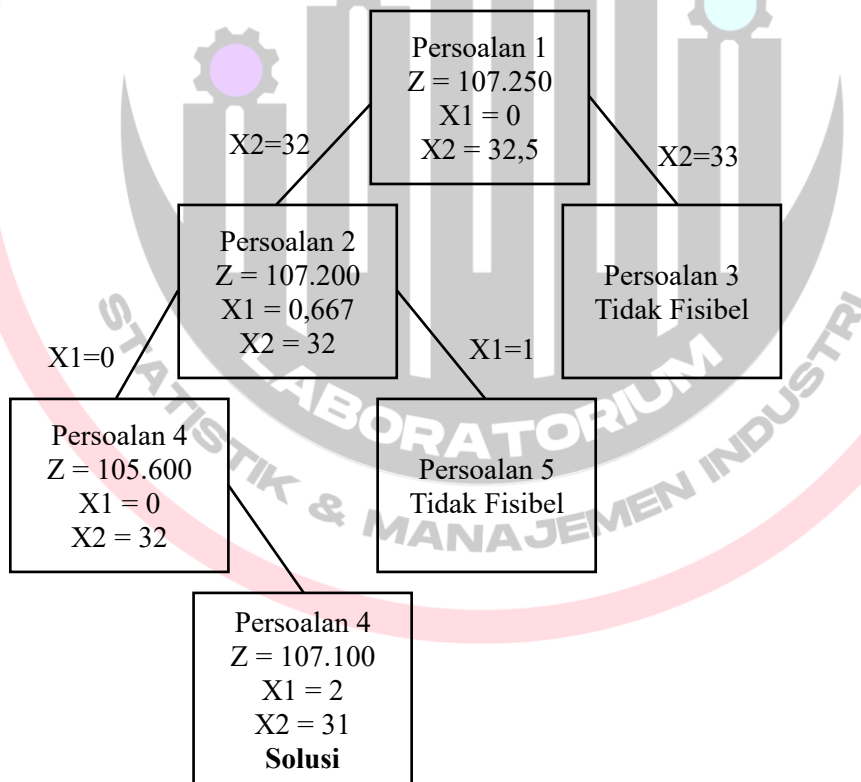 Persoalan 1
Z = 107.250
X1 = 0
X2 = 32,5
X2=32
X2=33
Persoalan 2
Z = 107.200
X1 = 0,667
X2 = 32
Persoalan 3
Tidak Fisibel
X1=0
X1=1
Persoalan 4
Z = 105.600
X1 = 0
X2 = 32
Persoalan 5
Tidak Fisibel
Persoalan 4
Z = 107.100
X1 = 2
X2 = 31
Solusi
LABORATORIUM
STATISTIK & MANAJEMEN INDUSTRI